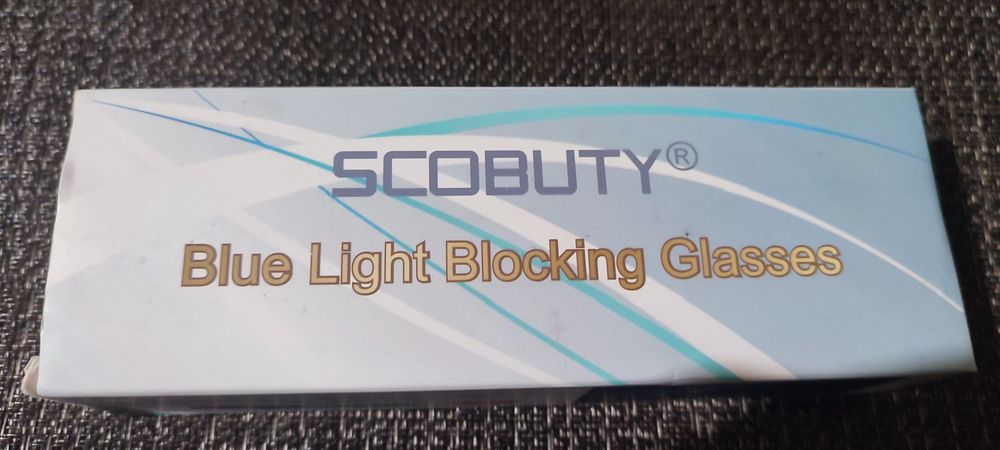 SCOBUTY®
Blue Light Blocking Glasses